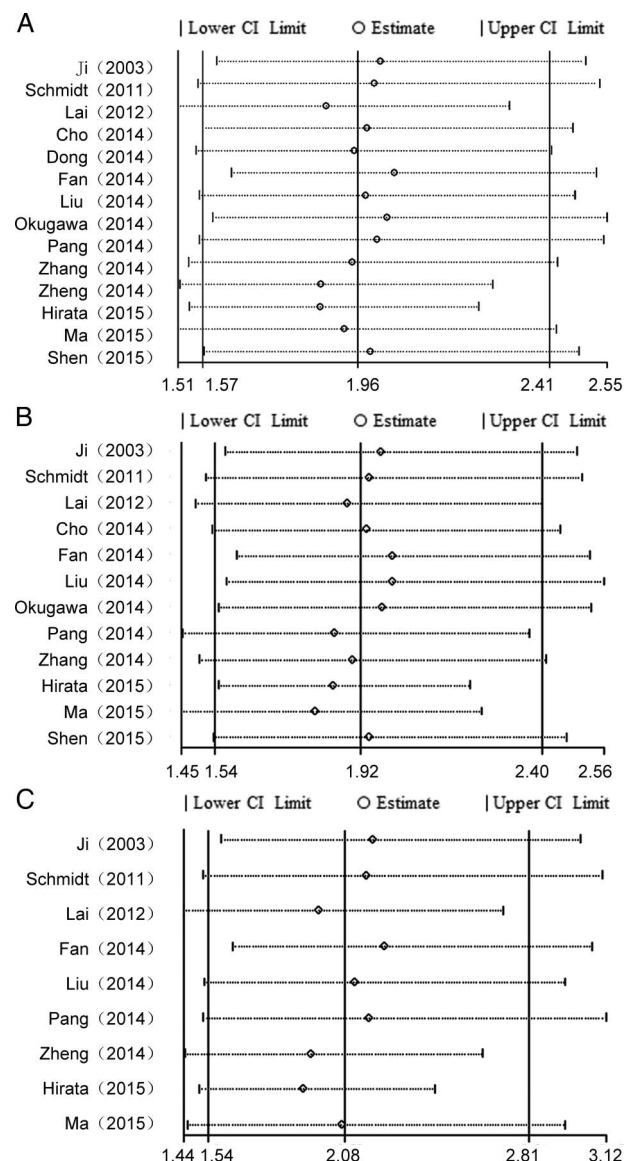 A
| Lower CI Limit O Estimate | Upper CI Limit
Ji（2003）
Schmidt（2011）
Lai（2012）
Cho（2014）
Dong（2014）
Fan（2014）
Liu （2014）
Okugawa（2014）
Pang（2014）
Zhang（2014）
Zheng（2014）
Hirata（2015）
Ma（2015）
Shen（2015）
1.51 1.57 1.96 2.41 2.55
B
| Lower CI Limit O Estimate | Upper CI Limit
Ji（2003）
Schmidt（2011）
Lai（2012）
Cho（2014）
Fan（2014）
Liu（2014）
Okugawa（2014）
Pang（2014）
Zhang（2014）
Hirata（2015）
Ma（2015）
Shen（2015）
1.45 1.54 1.92 2.40 2.56
C
| Lower CI Limit O Estimate | Upper CI Limit
Ji（2003）
Schmidt（2011）
Lai（2012）
Fan（2014）
Liu（2014）
Pang（2014）
Zheng（2014）
Hirata（2015）
Ma（2015）
1.44 1.54 2.08 2.81 3.12